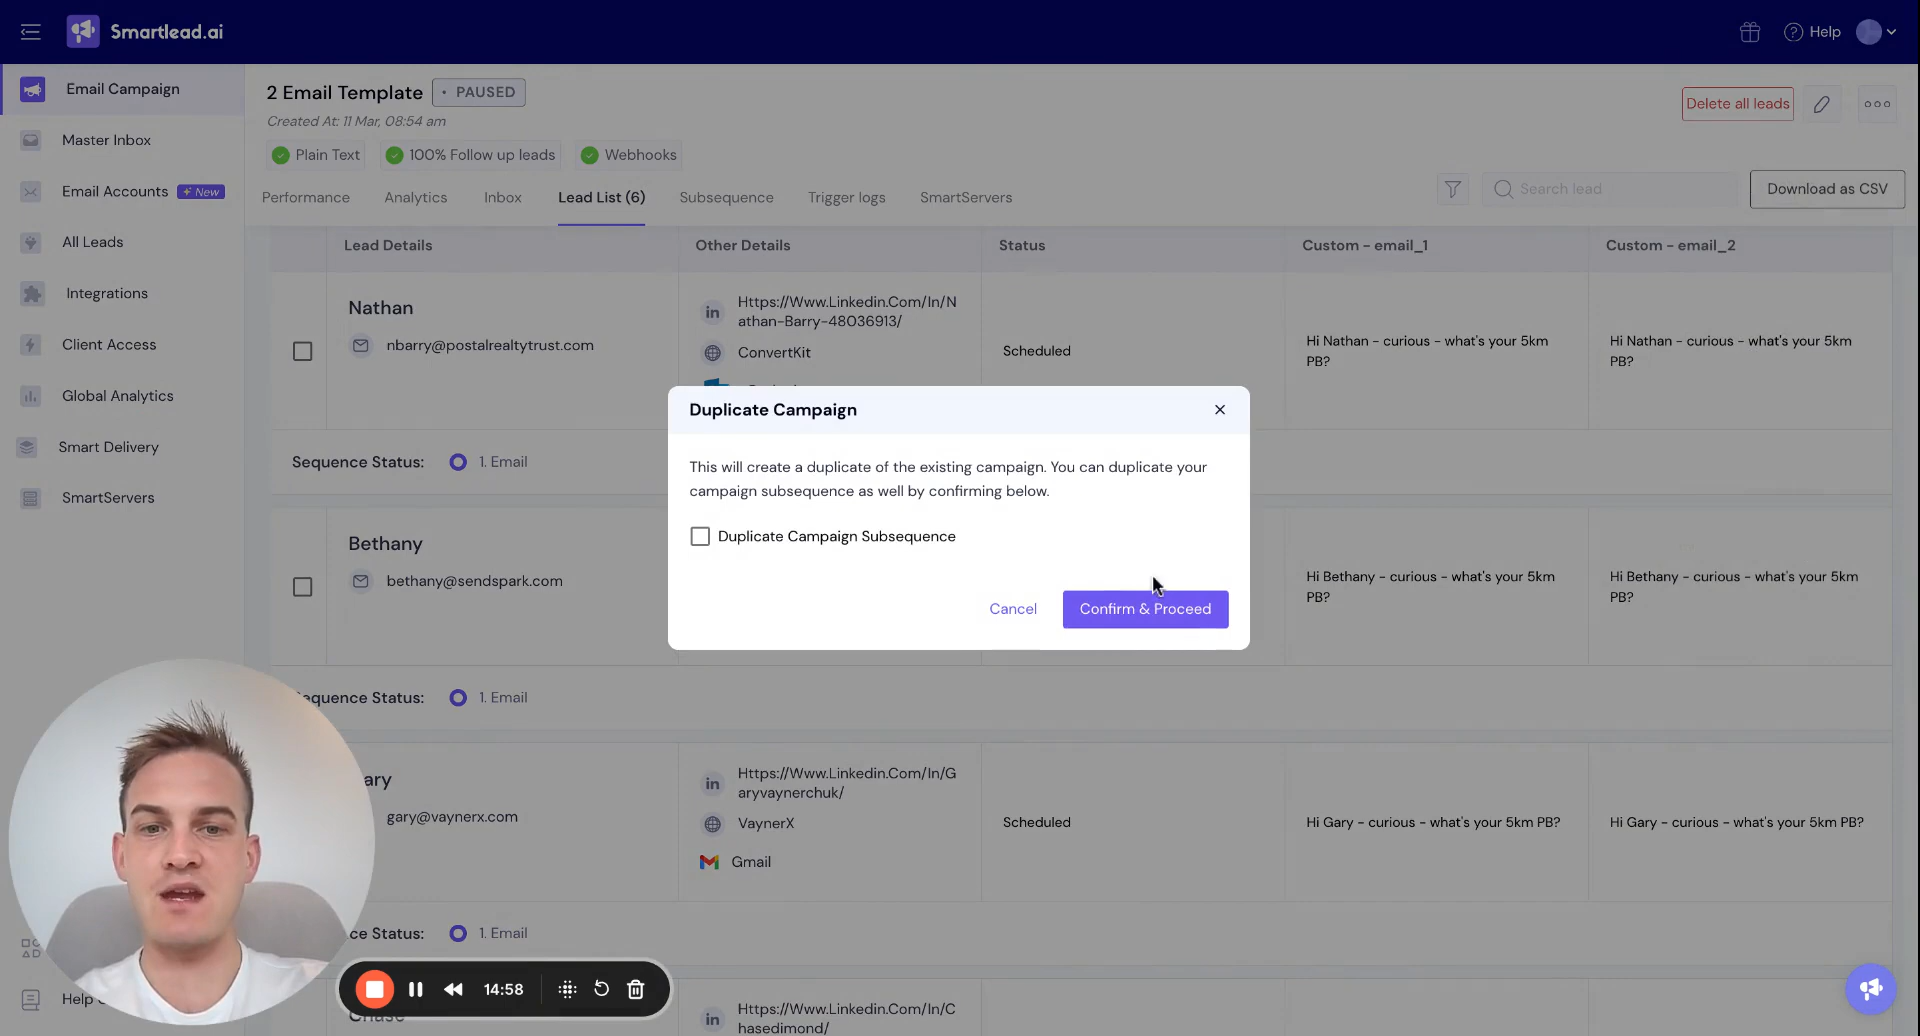 Smartlead.ai
Help
Email Campaign
Master Inbox
Email Accounts
New
All Leads
Integrations
Client Access
Global Analytics
Smart Delivery
SmartServers
Help
2 Email Template
• PAUSED
Created At: 11 Mar, 08:54 am
Plain Text
100% Follow up leads
Webhooks
Delete all leads
Performance
Analytics
Inbox
Lead List (6)
Subsequence
Trigger logs
SmartServers
Search lead
Download as CSV
Lead Details
Other Details
Status
Custom - email_1
Custom - email_2
Nathan
nbarry@postalrealtytrust.com
Https://Www.Linkedin.Com/In/N
athan-Barry-48036913/
ConvertKit
Scheduled
Hi Nathan - curious - what's your 5km
PB?
Hi Nathan - curious - what's your 5km
PB?
Sequence Status:
1. Email
Duplicate Campaign
This will create a duplicate of the existing campaign. You can duplicate your
campaign subsequence as well by confirming below.
Duplicate Campaign Subsequence
Cancel
Confirm & Proceed
Bethany
bethany@sendspark.com
Hi Bethany - curious - what's your 5km
PB?
Hi Bethany - curious - what's your 5km
PB?
equence Status:
1. Email
ary
gary@vaynerx.com
Https://Www.Linkedin.Com/In/G
aryvaynerchuk/
VaynerX
Gmail
Scheduled
Hi Gary - curious - what's your 5km PB?
Hi Gary - curious - what's your 5km PB?
ce Status:
1. Email
14:58
Https://Www.Linkedin.Com/In/C
hasedimond/